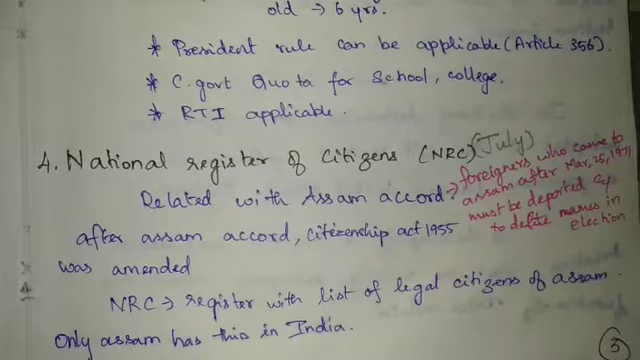 old → 6 yrs.
* President rule can be applicable (Article 356).
* C. govt Quota for School, college.
* RTI applicable.
4. National register of Citizens (NRC) (July)
Related with Assam accord → foreigners who came to
assam after Mar, 25, 1971
must be deported &
to delite names in
election
after assam accord, citizenship act 1955
was amended
NRC → register with list of legal citizens of assam.
Only assam has this in India.
3